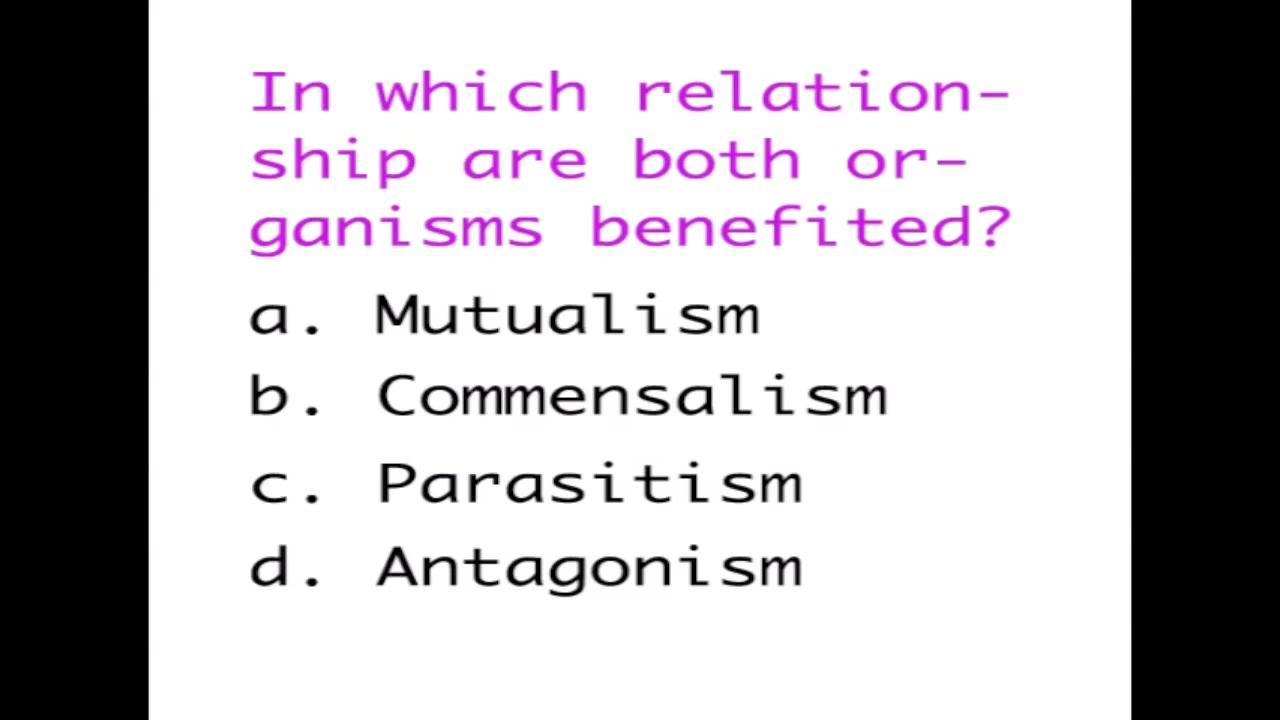 In which relation-
ship are both or-
ganisms benefited?
a. Mutualism
b. Commensalism
c. Parasitism
d. Antagonism